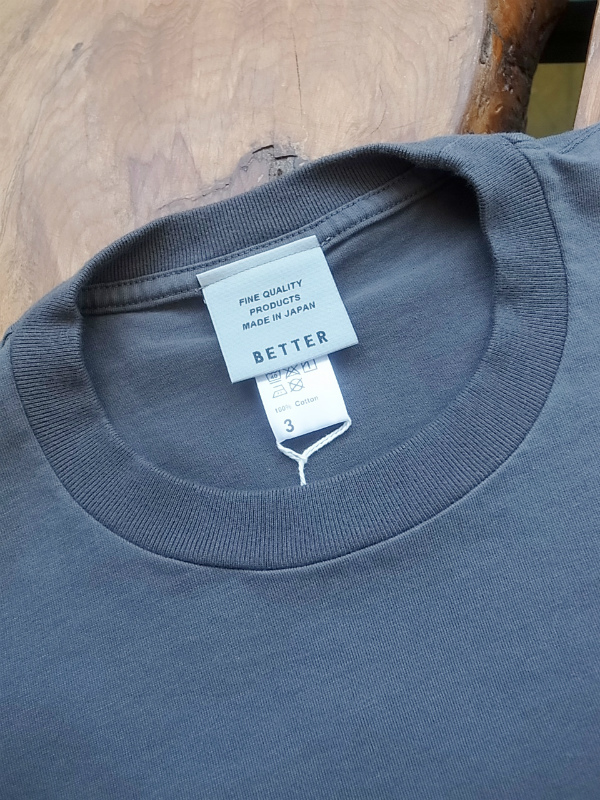 FINE QUALITY
PRODUCTS
MADE IN JAPAN
BETTER
100% Cotton
3